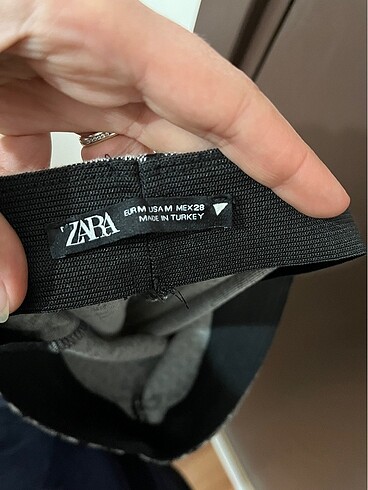 ZARA
EUR M USA M MEX 28
MADE IN TURKEY